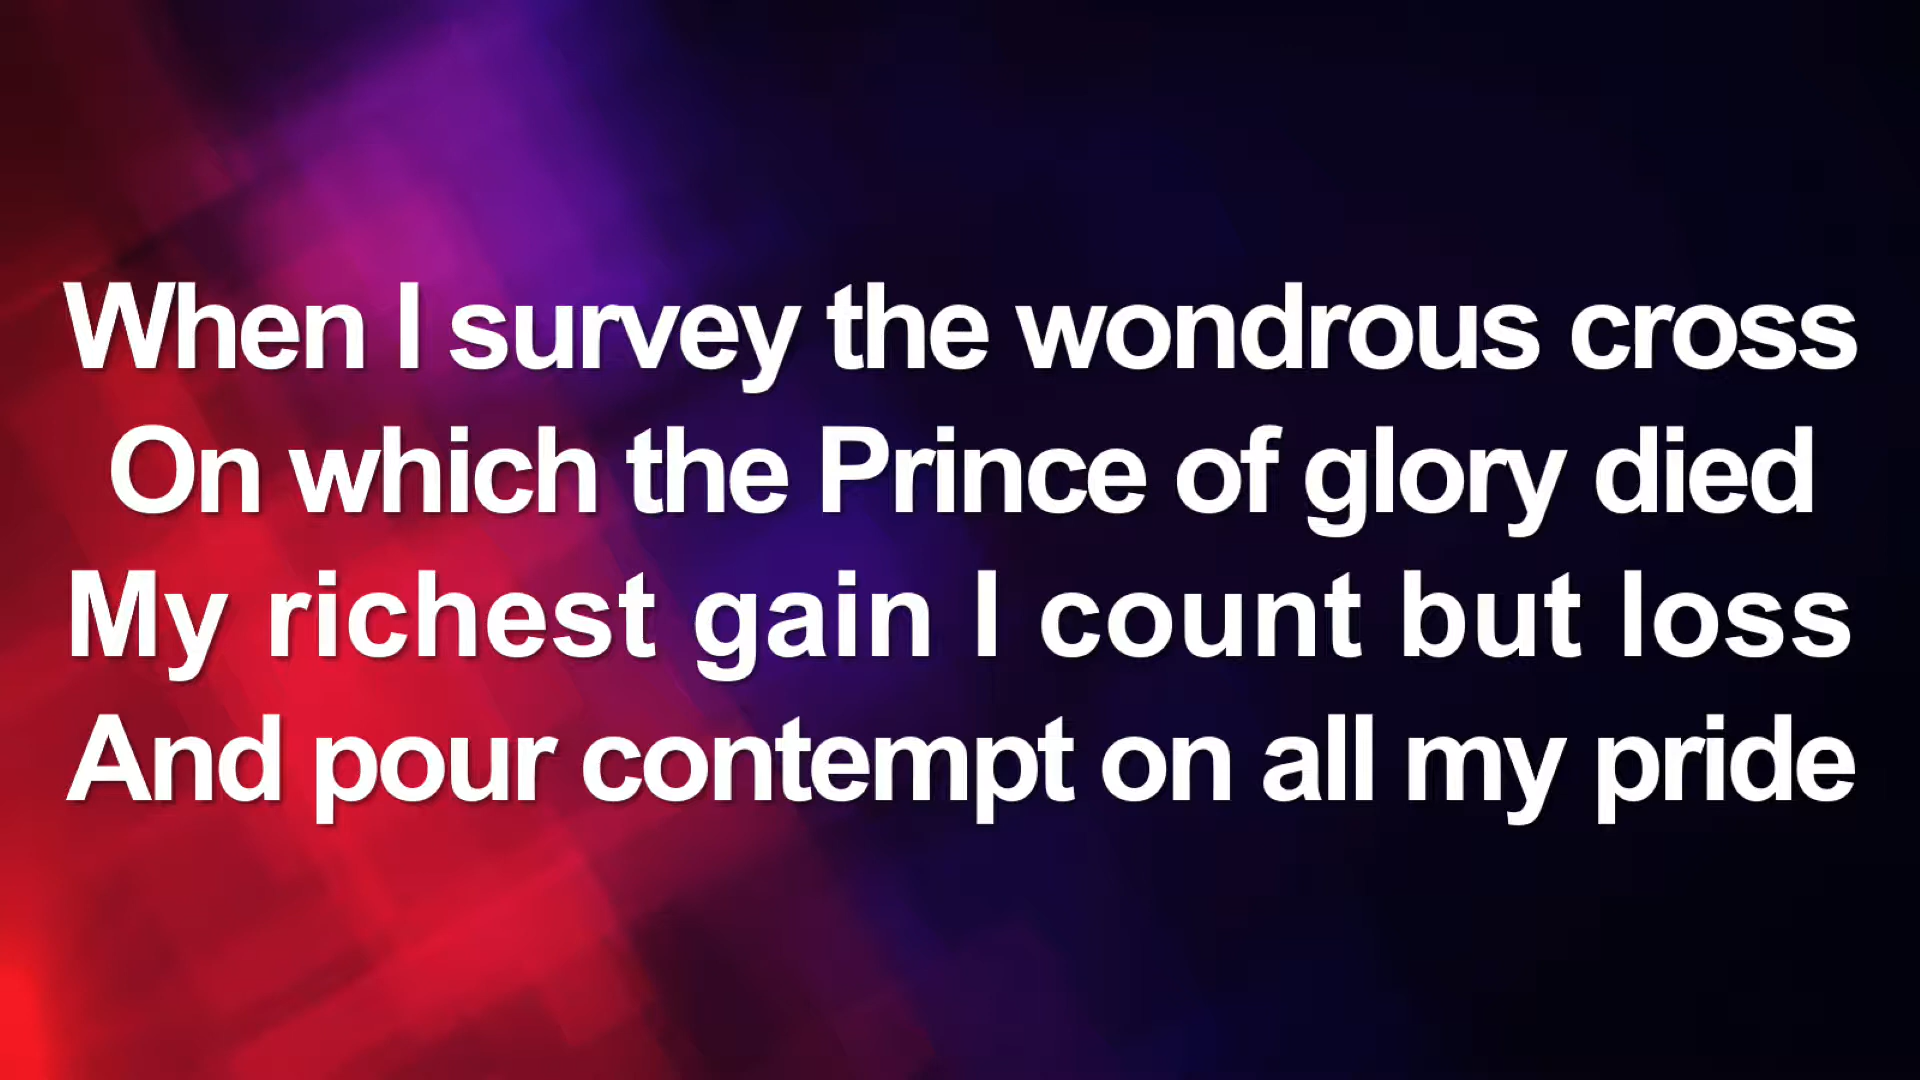 When I survey the wondrous cross
On which the Prince of glory died
My richest gain I count but loss
And pour contempt on all my pride